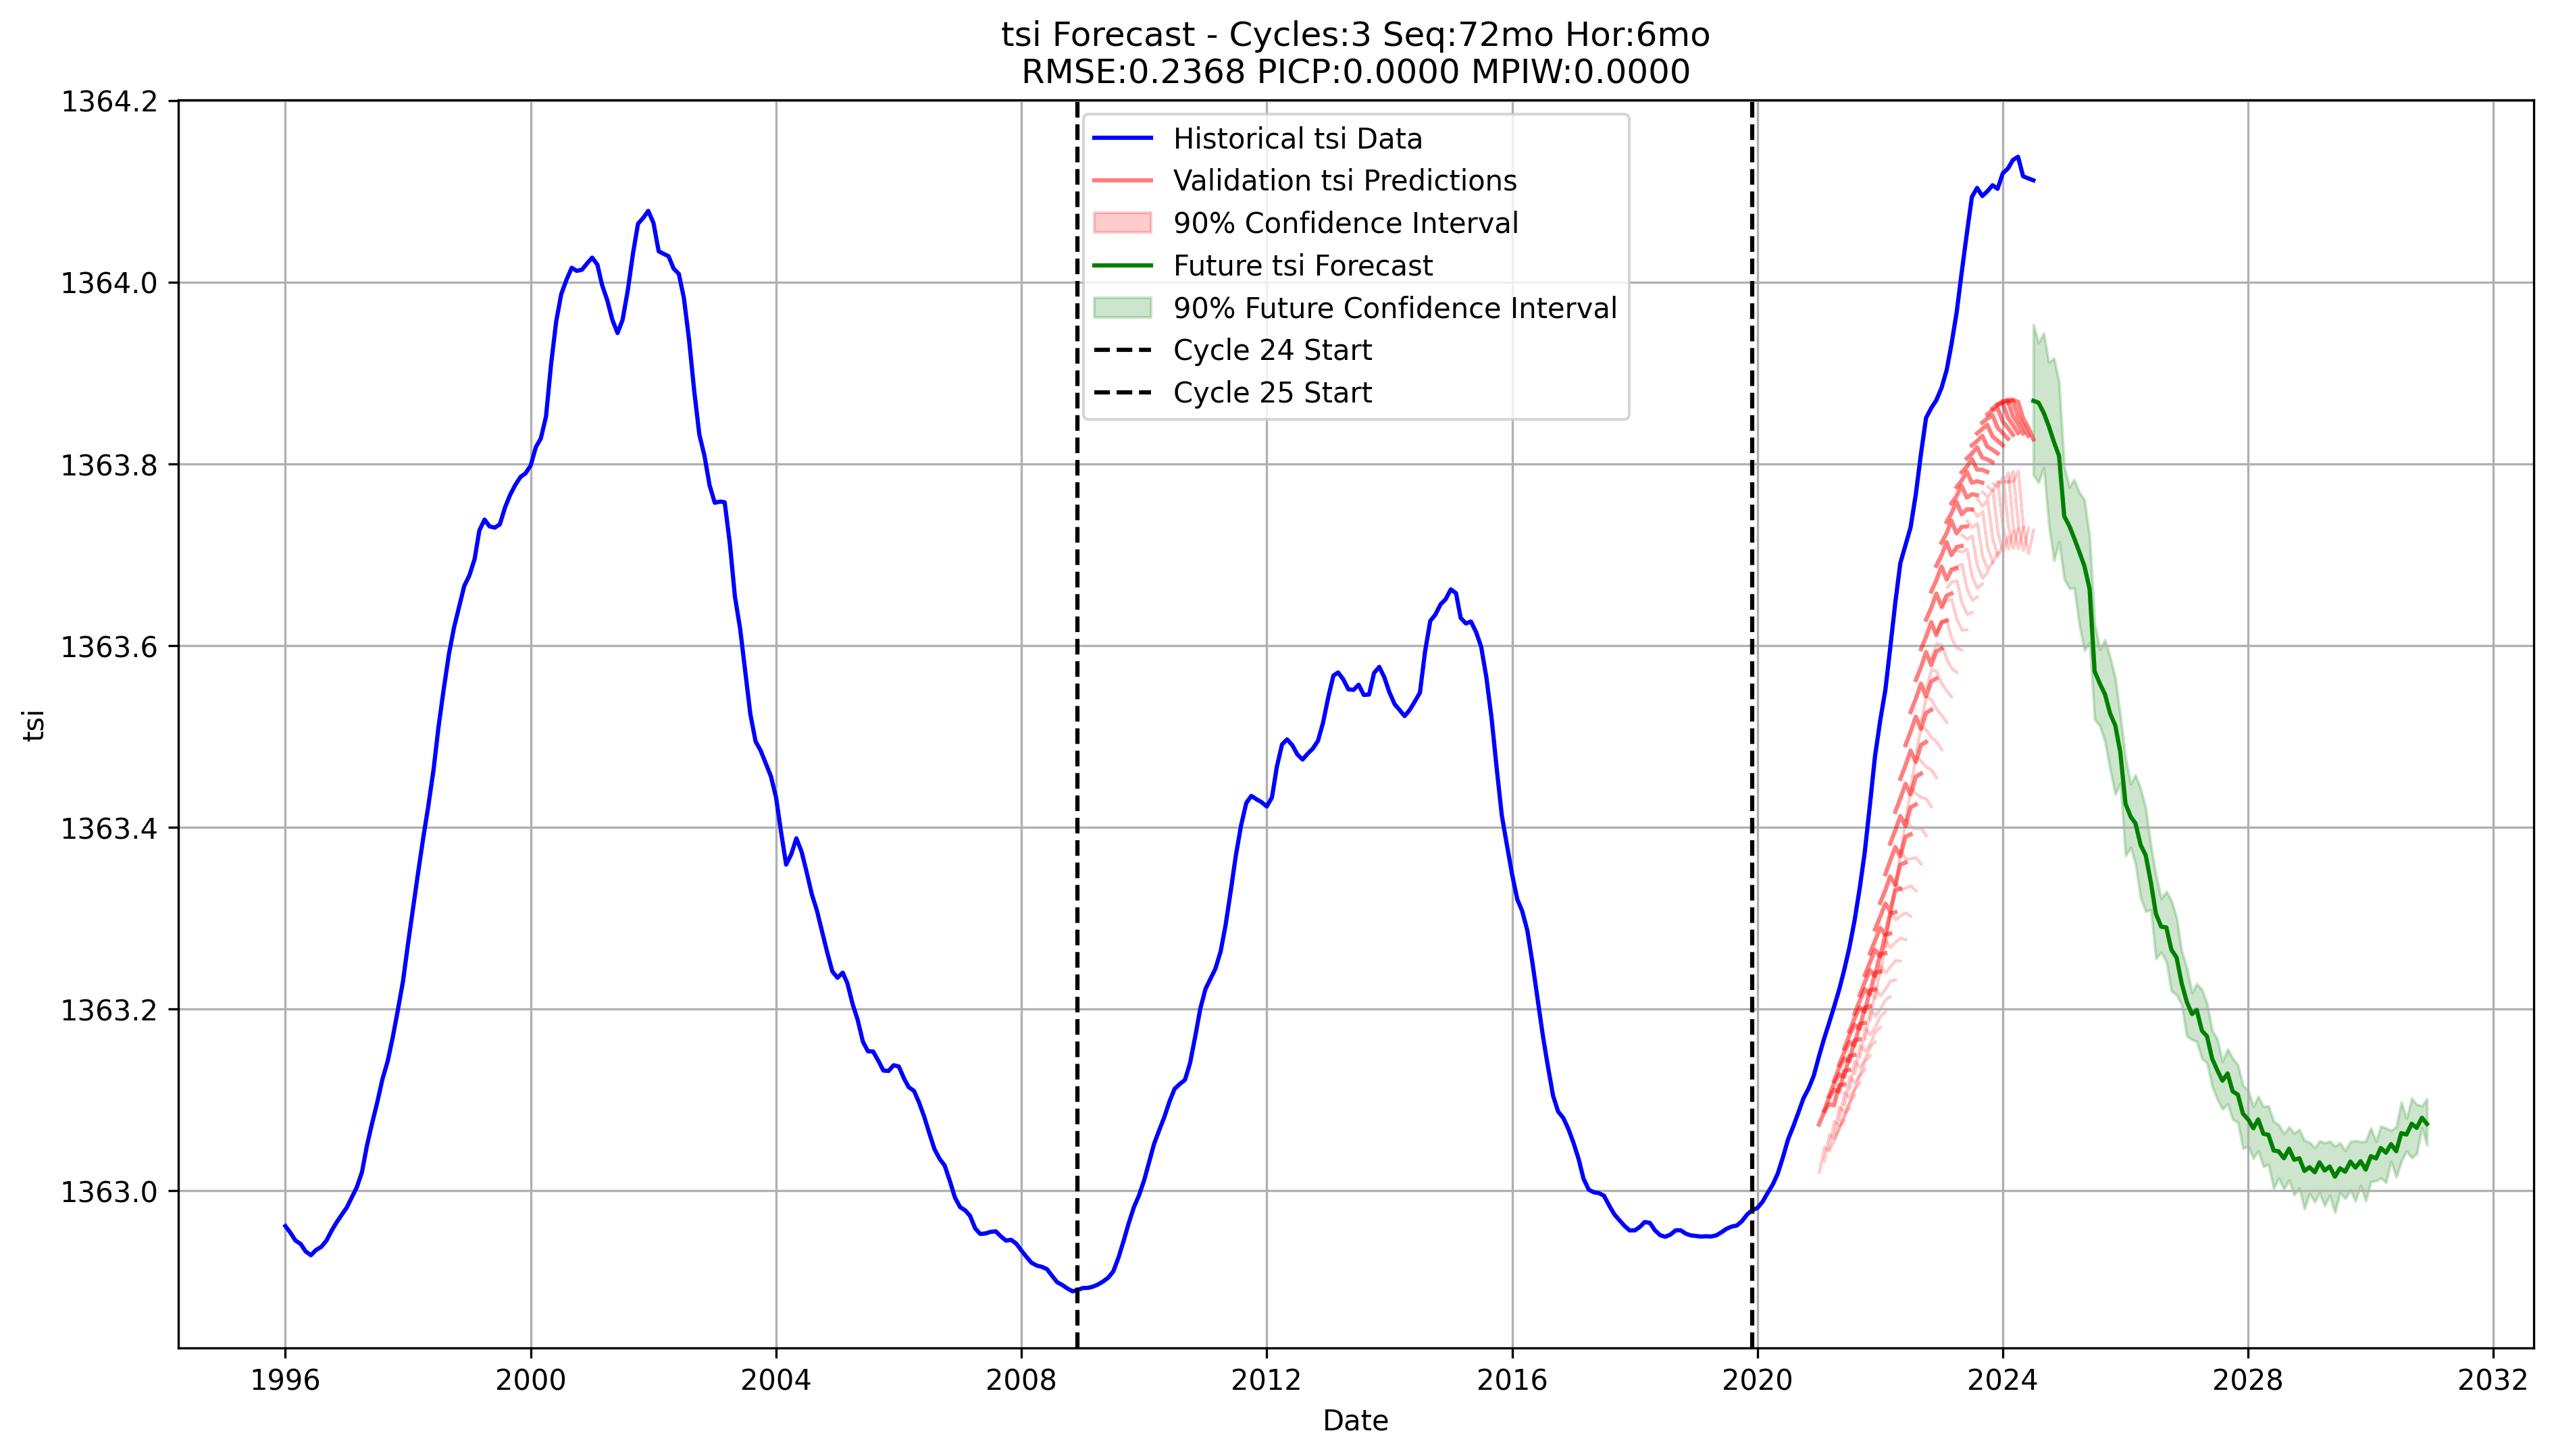 tsi Forecast - Cycles:3 Seq:72mo Hor:6mo
RMSE:0.2368 PICP:0.0000 MPIW:0.0000
1364.2
1364.0
1363.8
1363.6
1363.4
1363.2
1363.0
tsi
Historical tsi Data
Validation tsi Predictions
90% Confidence Interval
Future tsi Forecast
90% Future Confidence Interval
Cycle 24 Start
Cycle 25 Start
1996 2000 2004 2008 2012 2016 2020 2024 2028 2032
Date